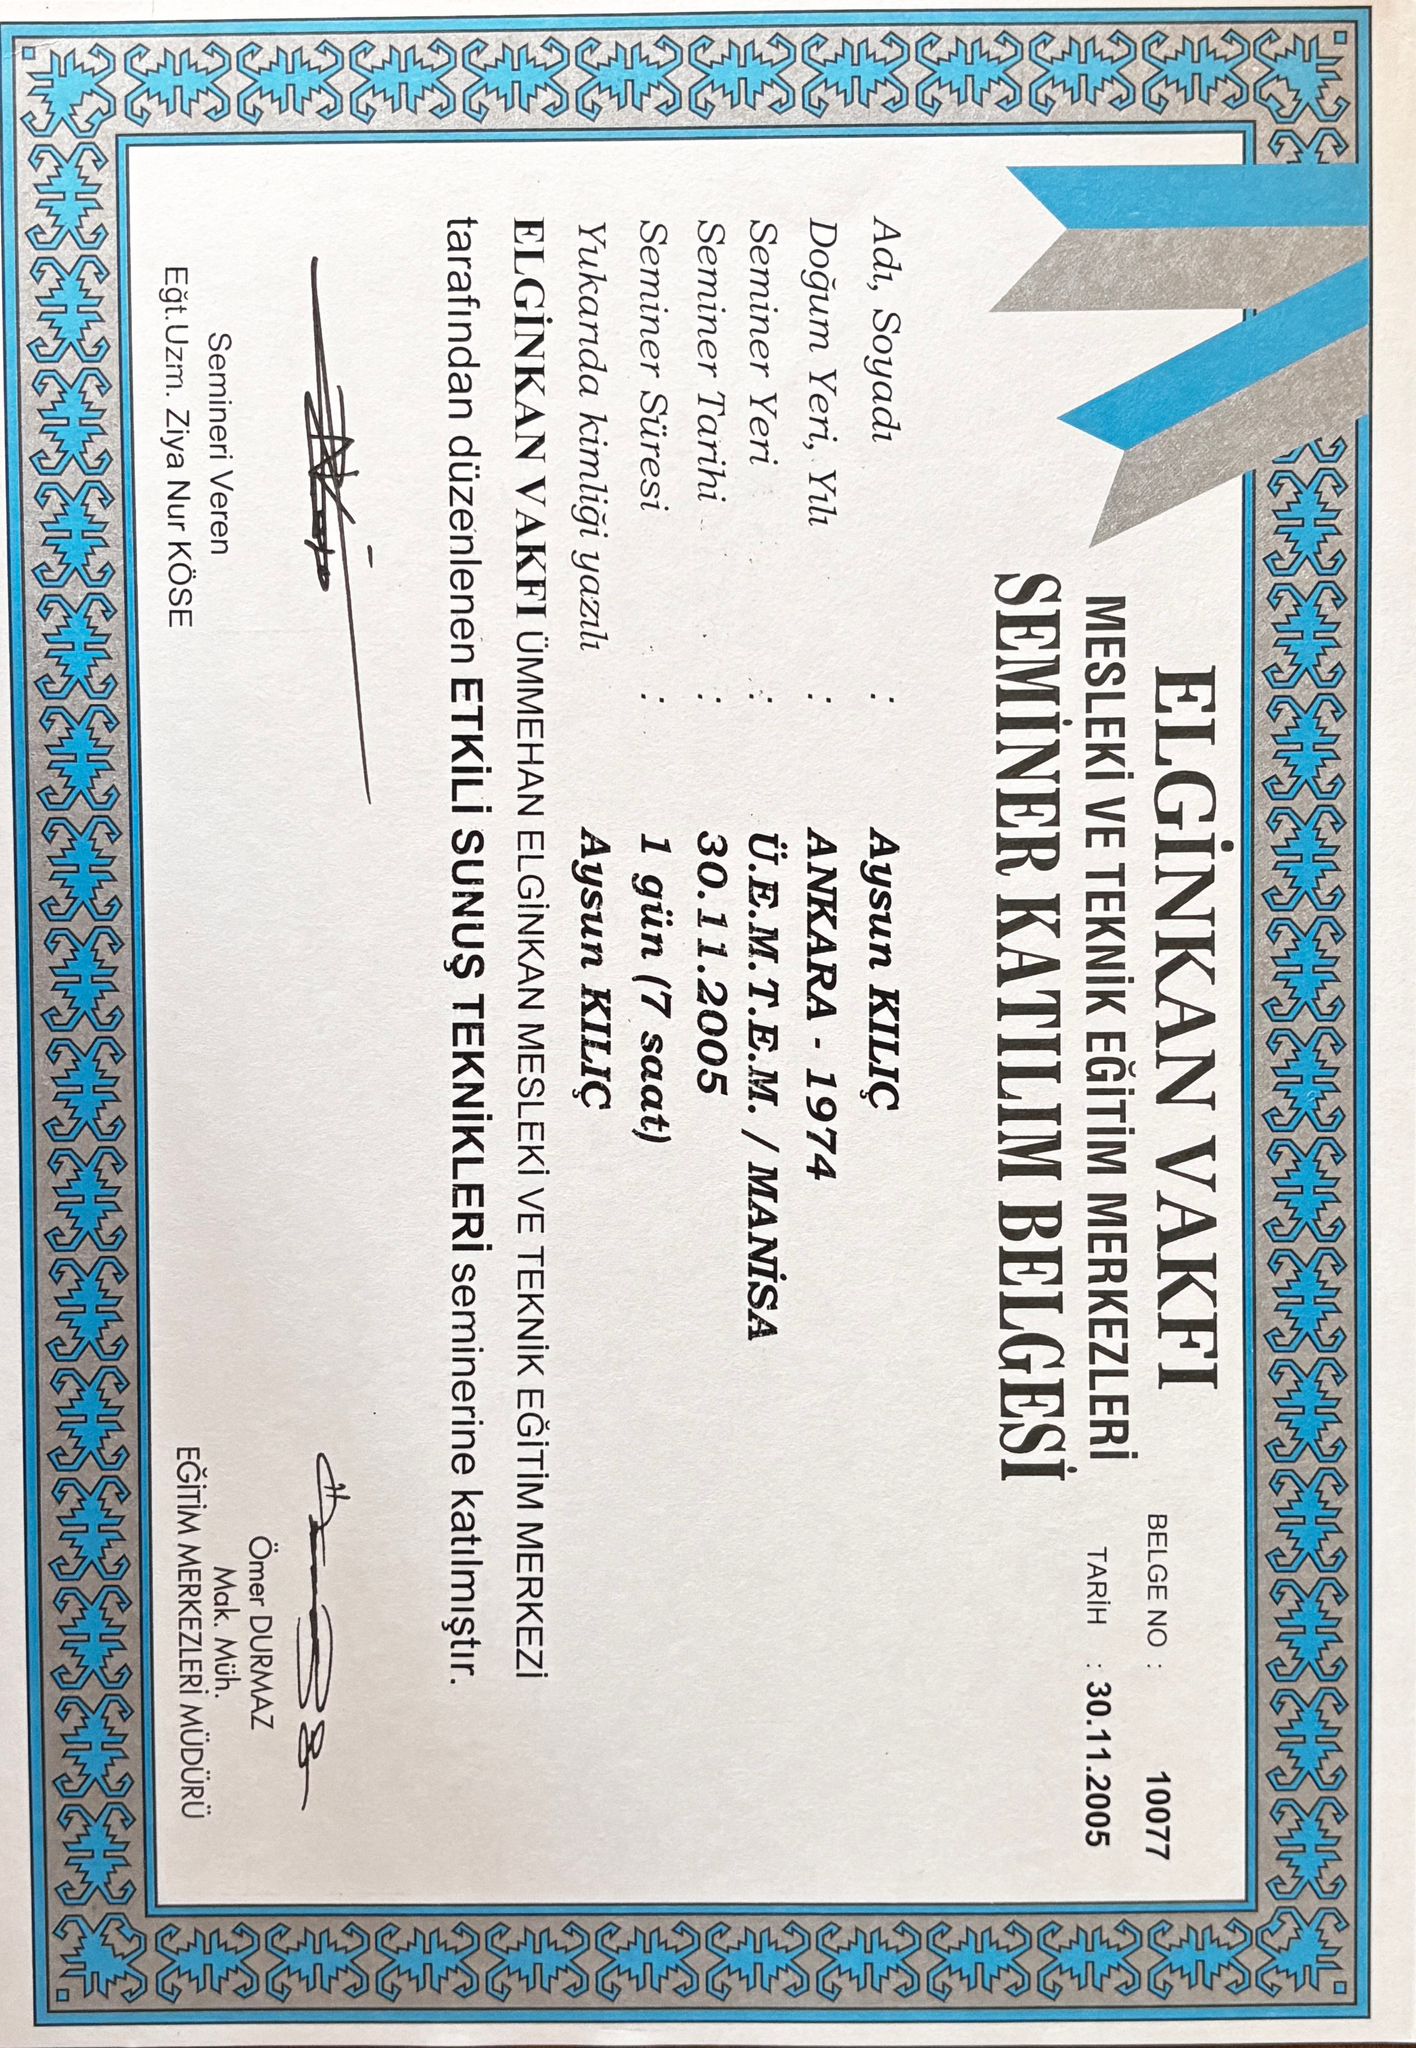 ELGİNKAN VAKFI
MESLEKİ VE TEKNİK EĞİTİM MERKEZLERİ
SEMİNER KATILIM BELGESİ
BELGE NO : 10077
TARİH : 30.11.2005
Adı, Soyadı : Aysun KILIÇ
Doğum Yeri, Yılı : ANKARA - 1974
Seminer Yeri : Ü.E.M.T.E.M. / MANİSA
Seminer Tarihi : 30.11.2005
Seminer Süresi : 1 gün (7 saat)
Yukarıda kimliği yazılı Aysun KILIÇ
ELGİNKAN VAKFI ÜMMEHAN ELGİNKAN MESLEKİ VE TEKNİK EĞİTİM MERKEZİ
tarafından düzenlenen ETKİLİ SUNUŞ TEKNİKLERİ seminerine katılmıştır.
Semineri Veren
Eğt.Uzm. Ziya Nur KÖSE
Ömer DURMAZ
Mak. Müh.
EĞİTİM MERKEZLERİ MÜDÜRÜ